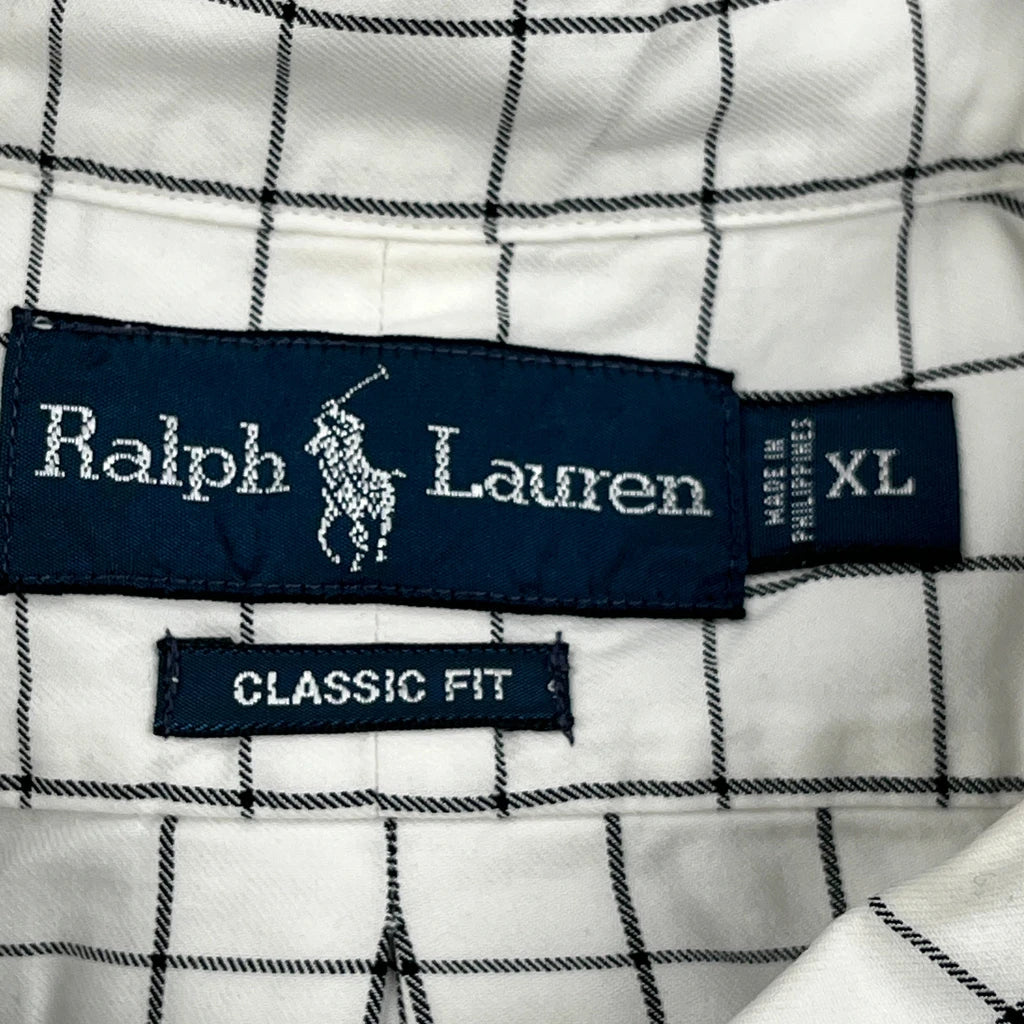 Ralph Lauren
MADE IN
PHILIPPINES
XL
CLASSIC FIT